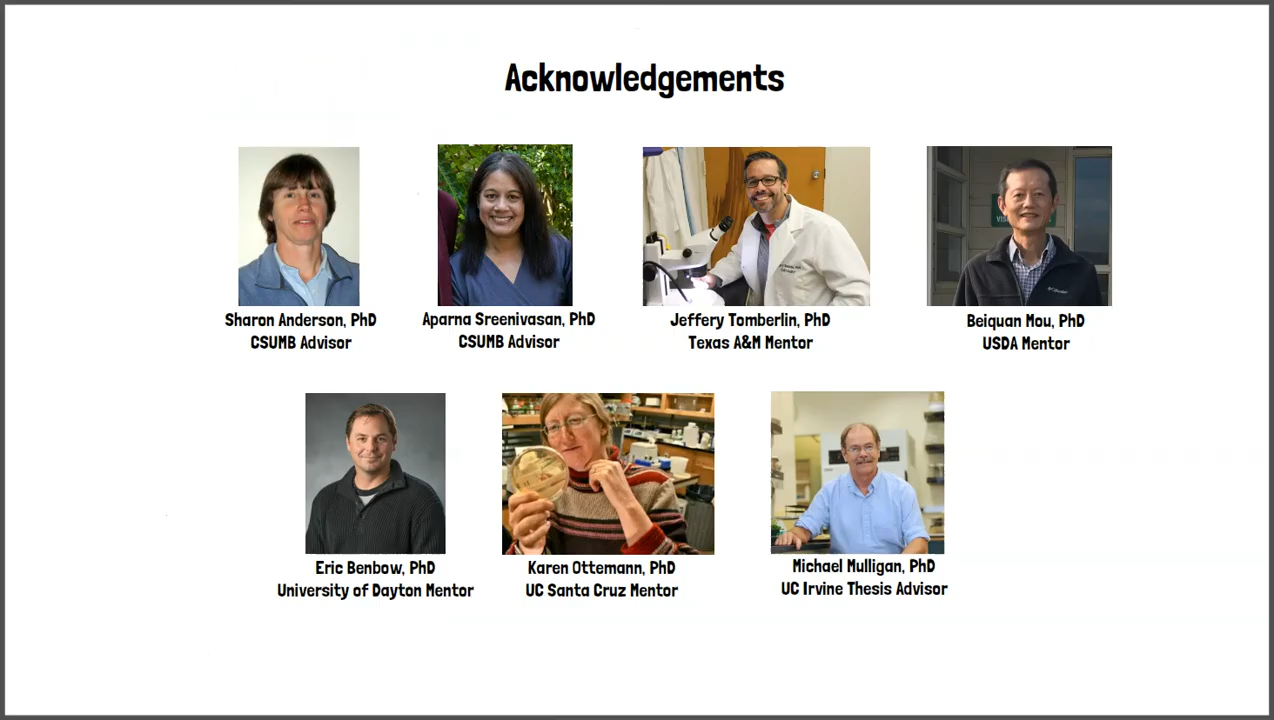 Acknowledgements
Sharon Anderson, PhD
CSUMB Advisor
Aparna Sreenivasan, PhD
CSUMB Advisor
Jeffery Tomberlin, PhD
Texas A&M Mentor
Beiquan Mou, PhD
USDA Mentor
Eric Benbow, PhD
University of Dayton Mentor
Karen Ottemann, PhD
UC Santa Cruz Mentor
Michael Mulligan, PhD
UC Irvine Thesis Advisor